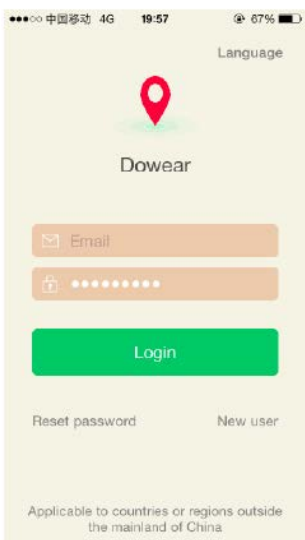 中国移动 4G 19:57 67%
Language
Dowear
Email
Login
Reset password New user
Applicable to countries or regions outside
the mainland of China